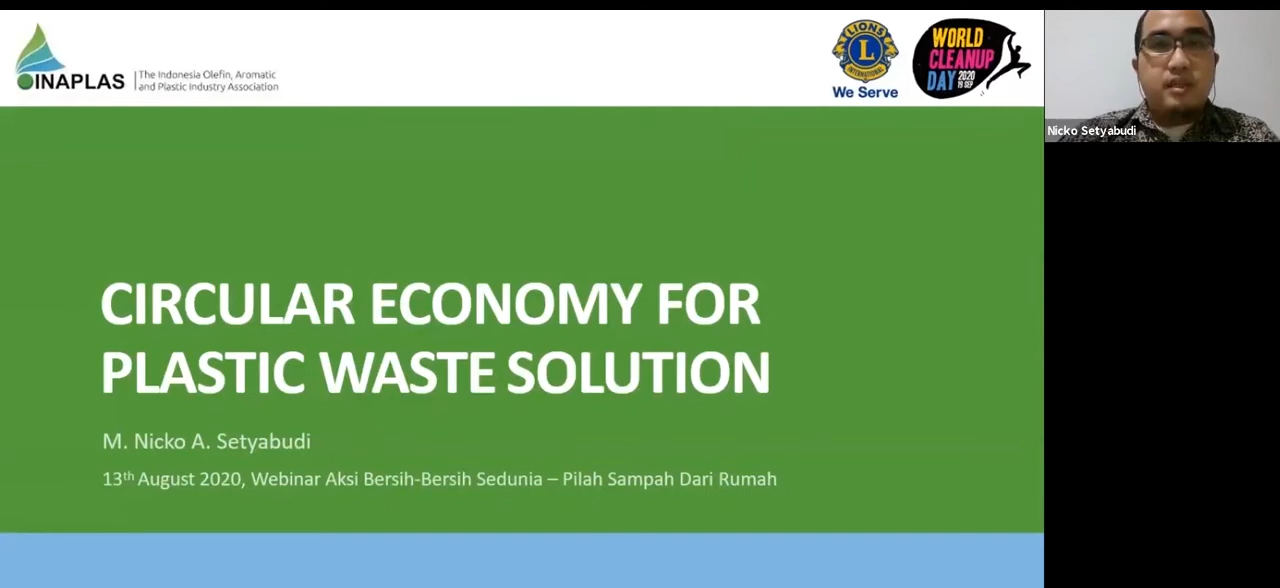 INAPLAS
The Indonesia Olefin, Aromatic
and Plastic Industry Association
LIONS
L
INTERNATIONAL
We Serve
WORLD
CLEANUP
DAY
2020
19 SEP
Nicko Setyabudi
CIRCULAR ECONOMY FOR
PLASTIC WASTE SOLUTION
M. Nicko A. Setyabudi
13th August 2020, Webinar Aksi Bersih-Bersih Sedunia – Pilah Sampah Dari Rumah